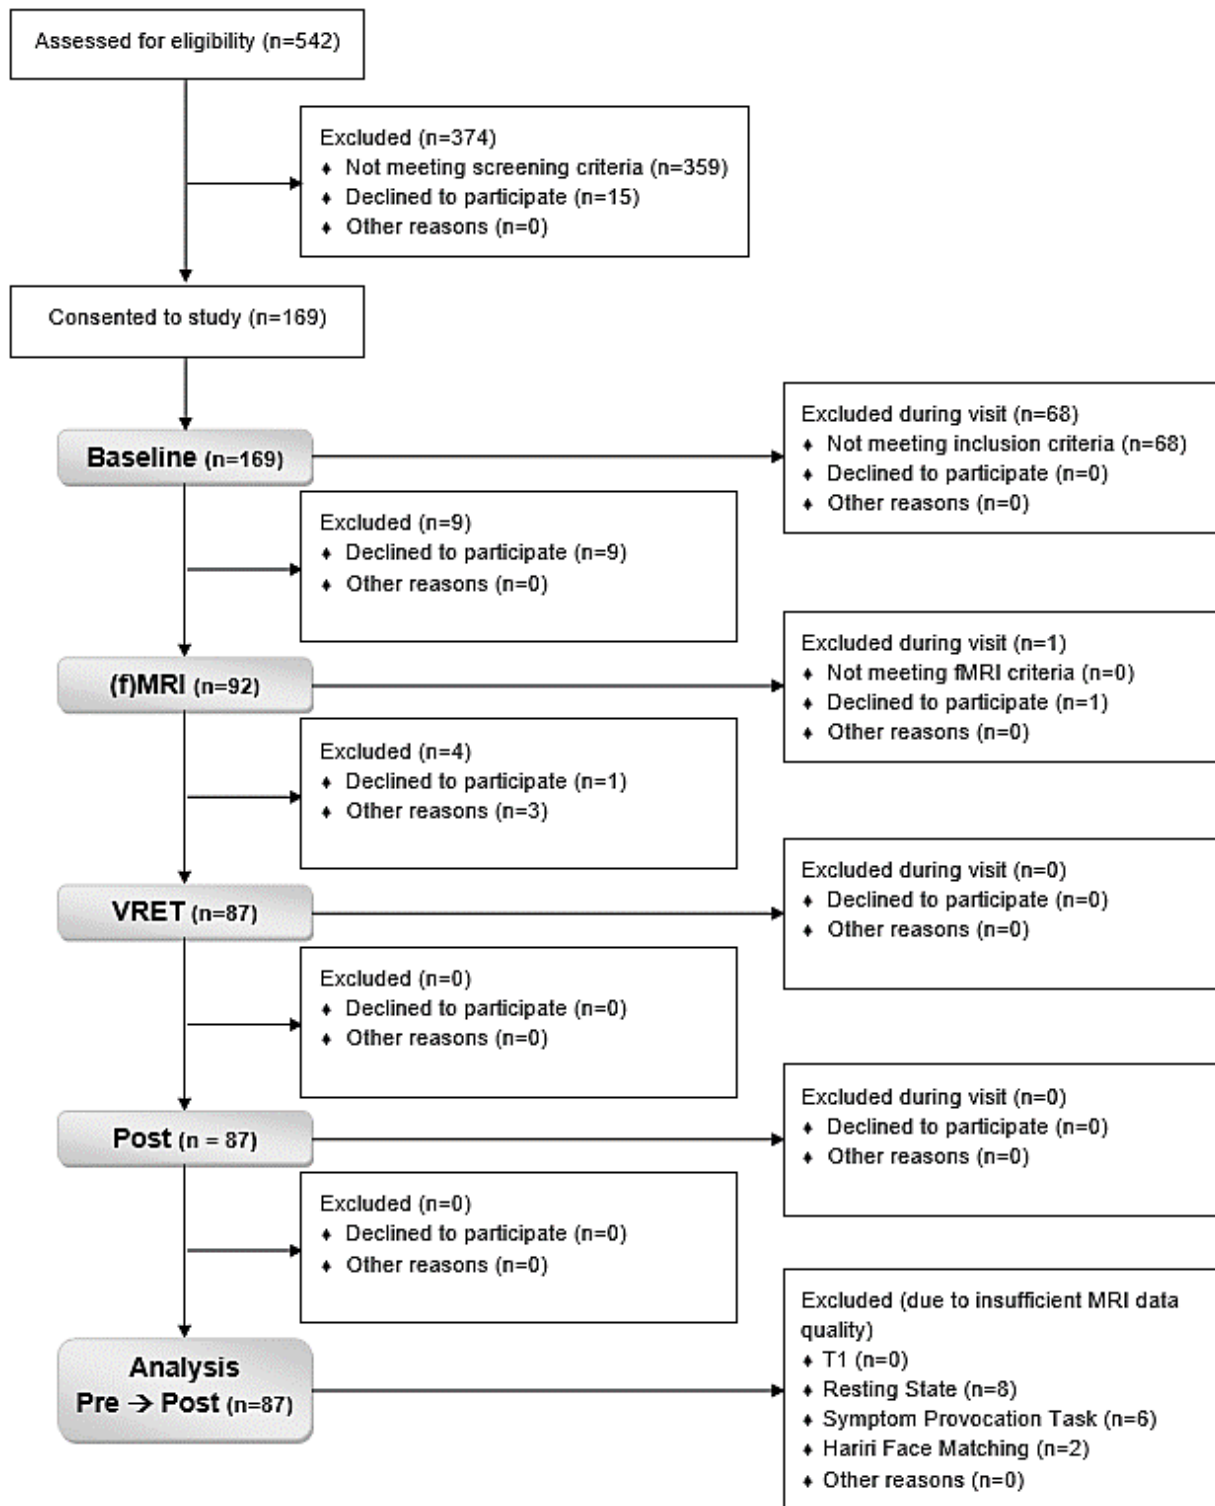 Assessed for eligibility (n=542)
Excluded (n=374)
♦ Not meeting screening criteria (n=359)
♦ Declined to participate (n=15)
♦ Other reasons (n=0)
Consented to study (n=169)
Baseline (n=169)
Excluded during visit (n=68)
♦ Not meeting inclusion criteria (n=68)
♦ Declined to participate (n=0)
♦ Other reasons (n=0)
Excluded (n=9)
♦ Declined to participate (n=9)
♦ Other reasons (n=0)
(f)MRI (n=92)
Excluded during visit (n=1)
♦ Not meeting fMRI criteria (n=0)
♦ Declined to participate (n=1)
♦ Other reasons (n=0)
Excluded (n=4)
♦ Declined to participate (n=1)
♦ Other reasons (n=3)
VRET (n=87)
Excluded during visit (n=0)
♦ Declined to participate (n=0)
♦ Other reasons (n=0)
Excluded (n=0)
♦ Declined to participate (n=0)
♦ Other reasons (n=0)
Post (n = 87)
Excluded during visit (n=0)
♦ Declined to participate (n=0)
♦ Other reasons (n=0)
Excluded (n=0)
♦ Declined to participate (n=0)
♦ Other reasons (n=0)
Analysis
Pre → Post (n=87)
Excluded (due to insufficient MRI data
quality)
♦ T1 (n=0)
♦ Resting State (n=8)
♦ Symptom Provocation Task (n=6)
♦ Hariri Face Matching (n=2)
♦ Other reasons (n=0)